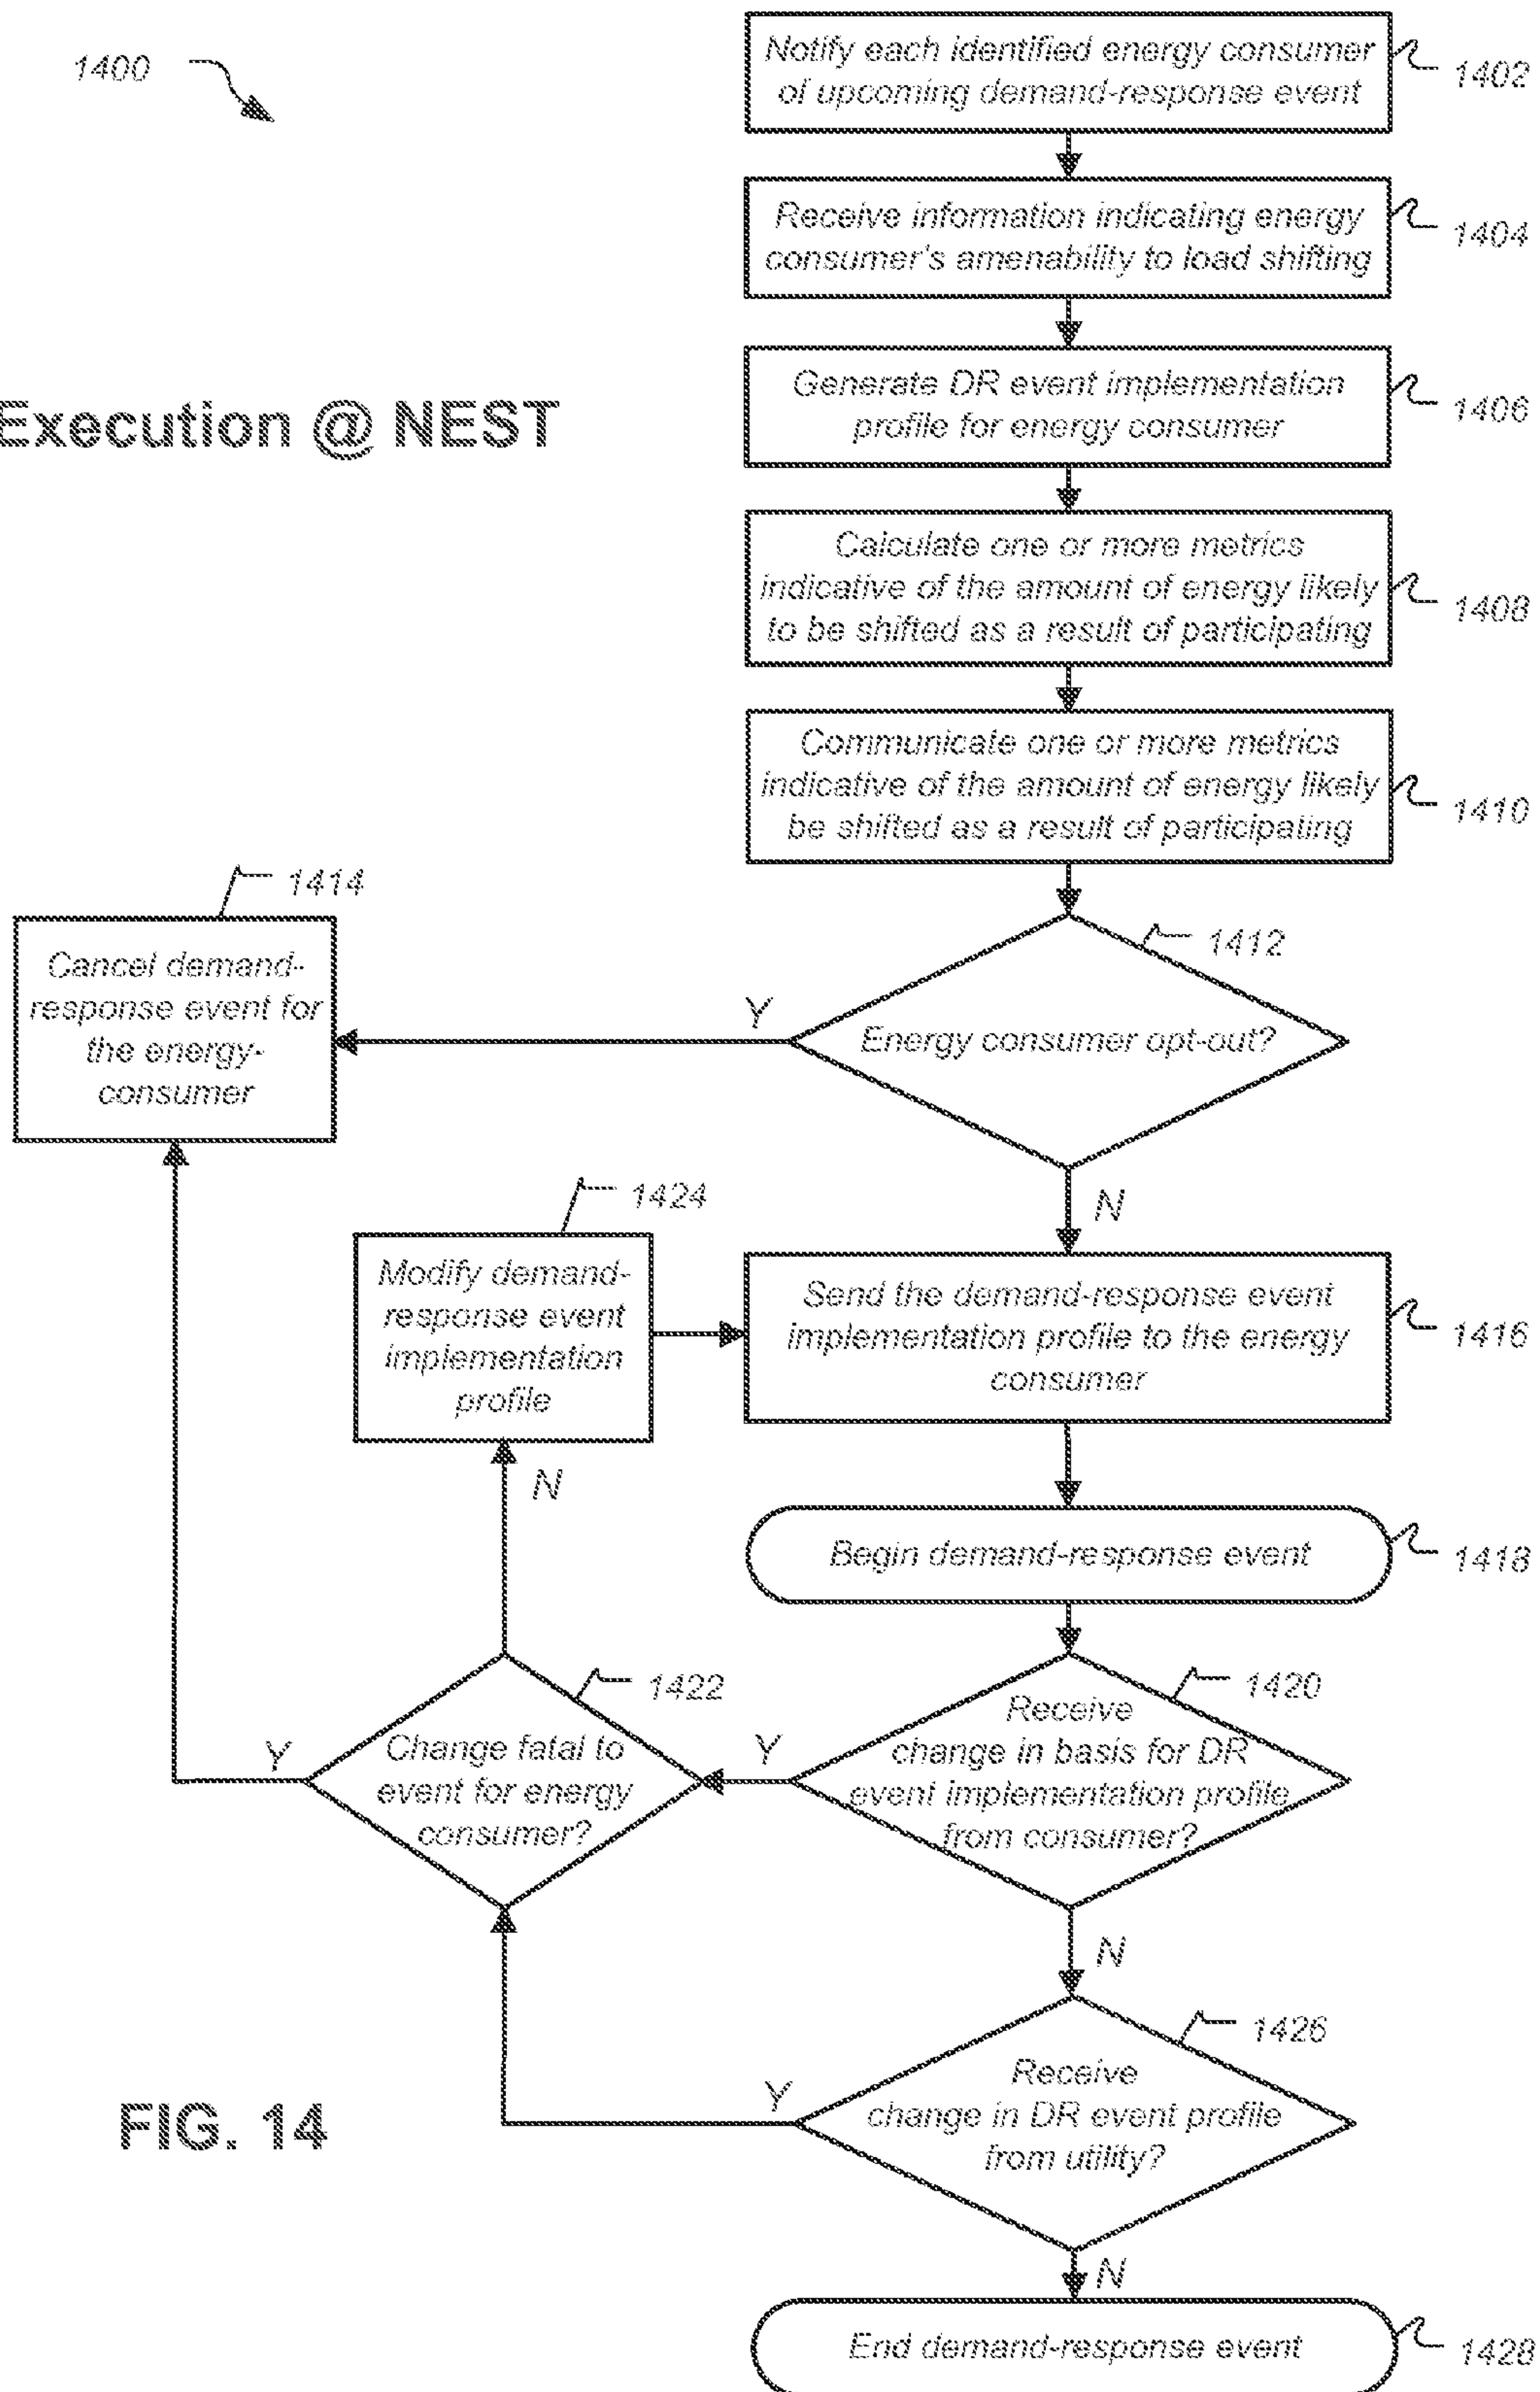 1400
Notify each identified energy consumer
of upcoming demand-response event
1402
Receive information indicating energy
consumer's amenability to load shifting
1404
Generate DR event implementation
profile for energy consumer
1406
Execution @ NEST
Calculate one or more metrics
indicative of the amount of energy likely
to be shifted as a result of participating
1408
Communicate one or more metrics
indicative of the amount of energy likely
be shifted as a result of participating
1410
1414
Cancel demand-
response event for
the energy-
consumer
1412
Energy consumer opt-out?
Y
N
1424
Modify demand-
response event
implementation
profile
Send the demand-response event
implementation profile to the energy
consumer
1416
N
Begin demand-response event
1418
1422
Change fatal to
event for energy
consumer?
Y
Y
1420
Receive
change in basis for DR
event implementation profile
from consumer?
N
1426
Receive
change in DR event profile
from utility?
Y
N
FIG. 14
End demand-response event
1428